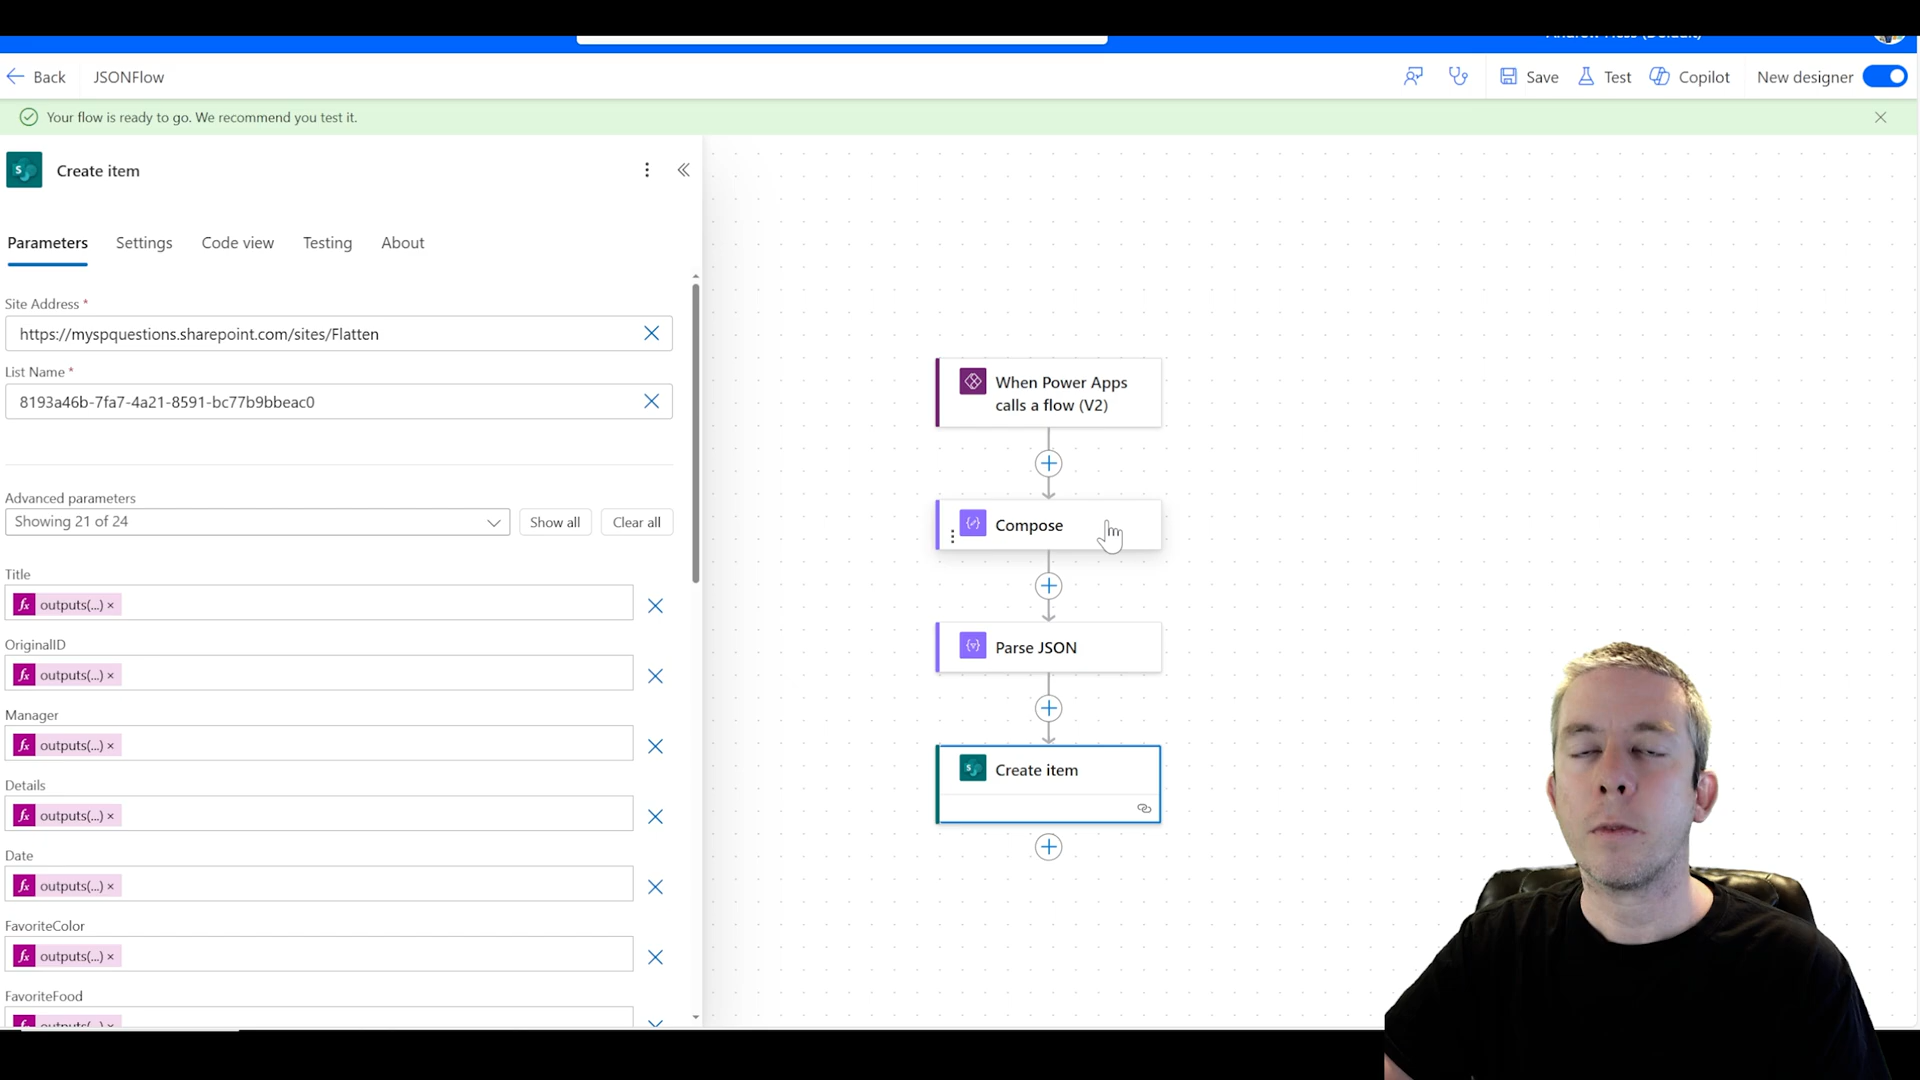 Back
JSONFlow
Save
Test
Copilot
New designer
Your flow is ready to go. We recommend you test it.
Create item
Parameters
Settings
Code view
Testing
About
Site Address *
https://myspquestions.sharepoint.com/sites/Flatten
List Name *
8193a46b-7fa7-4a21-8591-bc77b9bbeac0
Advanced parameters
Showing 21 of 24
Show all
Clear all
Title
outputs(...) ×
OriginalID
outputs(...) ×
Manager
outputs(...) ×
Details
outputs(...) ×
Date
outputs(...) ×
FavoriteColor
outputs(...) ×
FavoriteFood
outputs(...) ×
When Power Apps
calls a flow (V2)
Compose
Parse JSON
Create item